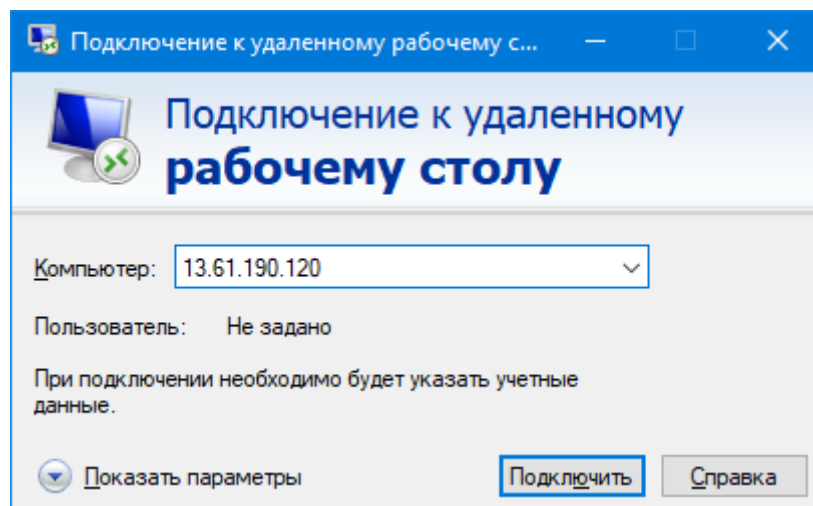 Подключение к удаленному рабочему с...
Подключение к удаленному
рабочему столу
Компьютер: 13.61.190.120
Пользователь: Не задано
При подключении необходимо будет указать учетные
данные.
Показать параметры Подключить Справка